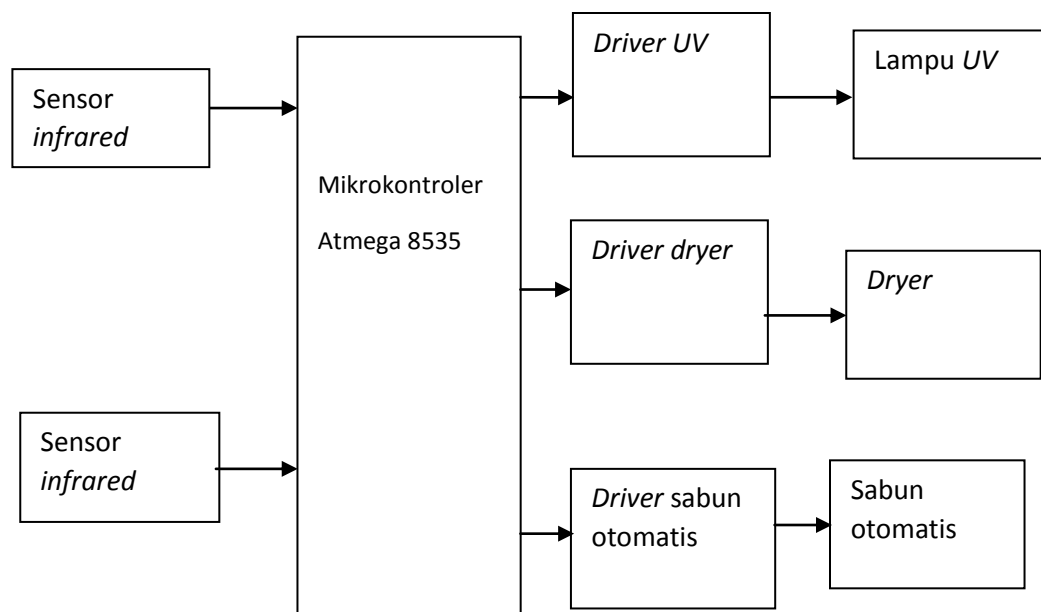 Sensor
infrared
Mikrokontroler
Atmega 8535
Driver UV
Lampu UV
Driver dryer
Dryer
Sensor
infrared
Driver sabun
otomatis
Sabun
otomatis